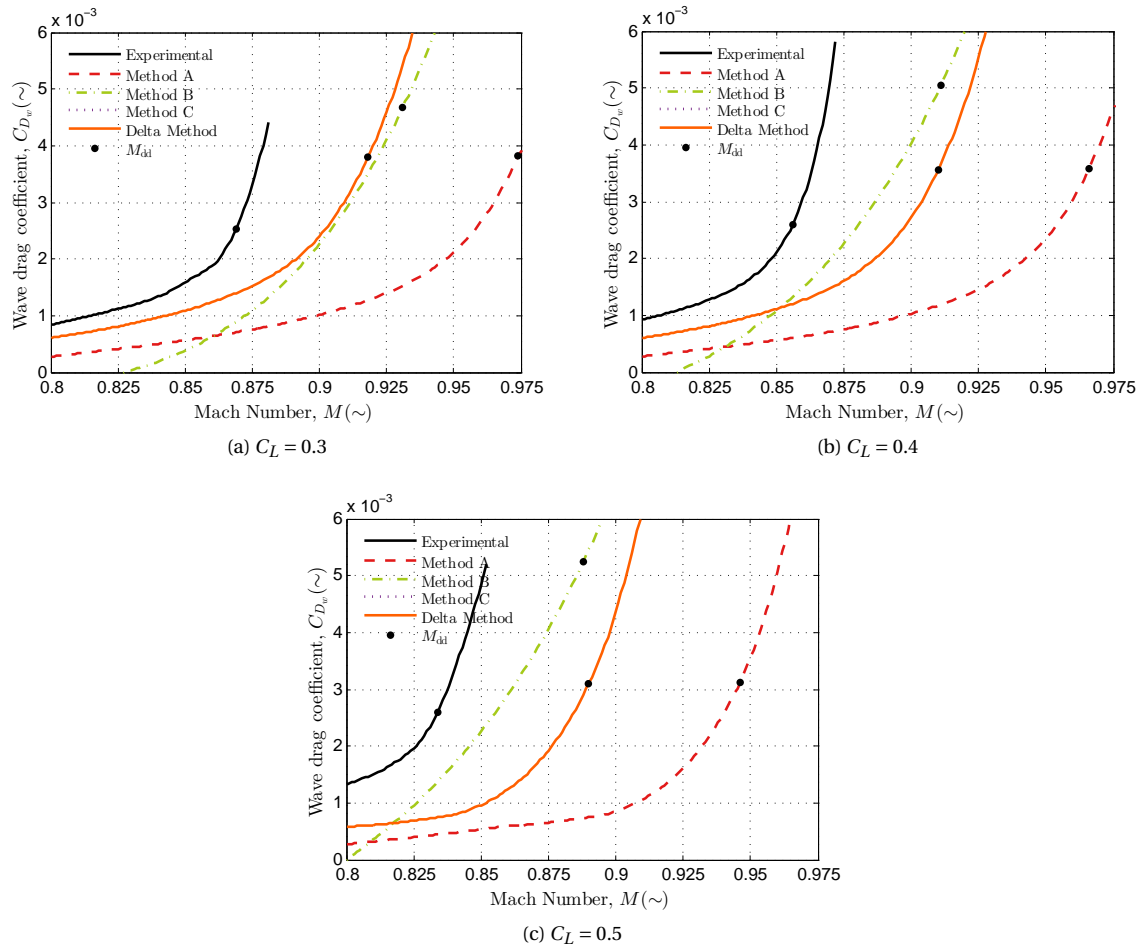 x 10⁻³
6
5
4
3
2
1
0
Wave drag coefficient, C_{D_w}(∼)
Experimental
Method A
Method B
Method C
Delta Method
M_{dd}
0.8 0.825 0.85 0.875 0.9 0.925 0.95 0.975
Mach Number, M(∼)
(a) C_L = 0.3
x 10⁻³
6
5
4
3
2
1
0
Wave drag coefficient, C_{D_w}(∼)
Experimental
Method A
Method B
Method C
Delta Method
M_{dd}
0.8 0.825 0.85 0.875 0.9 0.925 0.95 0.975
Mach Number, M(∼)
(b) C_L = 0.4
x 10⁻³
6
5
4
3
2
1
0
Wave drag coefficient, C_{D_w}(∼)
Experimental
Method A
Method B
Method C
Delta Method
M_{dd}
0.8 0.825 0.85 0.875 0.9 0.925 0.95 0.975
Mach Number, M(∼)
(c) C_L = 0.5